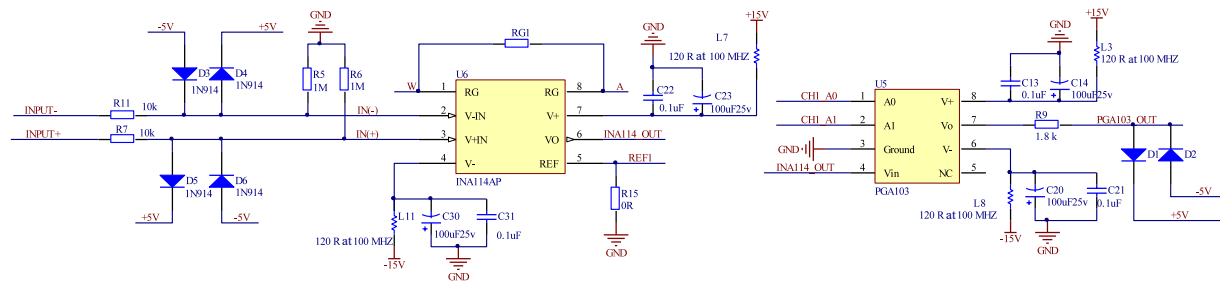 -5V
+5V
GND
D3
1N914
D4
1N914
R5
1M
R6
1M
INPUT-
R11
10k
IN(-)
INPUT+
R7
10k
IN(+)
D5
1N914
D6
1N914
+5V
-5V
RG1
W
A
U6
1
RG
RG
8
2
V-IN
V+
7
3
V+IN
VO
6
4
V-
REF
5
INA114AP
INA114_OUT
REF1
R15
0R
GND
GND
C22
0.1uF
C23
100uF25v
L7
120 R at 100 MHZ
+15V
L11
120 R at 100 MHZ
-15V
C30
100uF25v
C31
0.1uF
GND
U5
CH1_A0
1
A0
V+
8
CH1_A1
2
A1
Vo
7
GND
3
Ground
V-
6
INA114_OUT
4
Vin
NC
5
PGA103
GND
C13
0.1uF
C14
100uF25v
+15V
L3
120 R at 100 MHZ
R9
1.8 k
PGA103_OUT
D1
D2
-5V
+5V
L8
120 R at 100 MHZ
-15V
C20
100uF25v
C21
0.1uF
GND